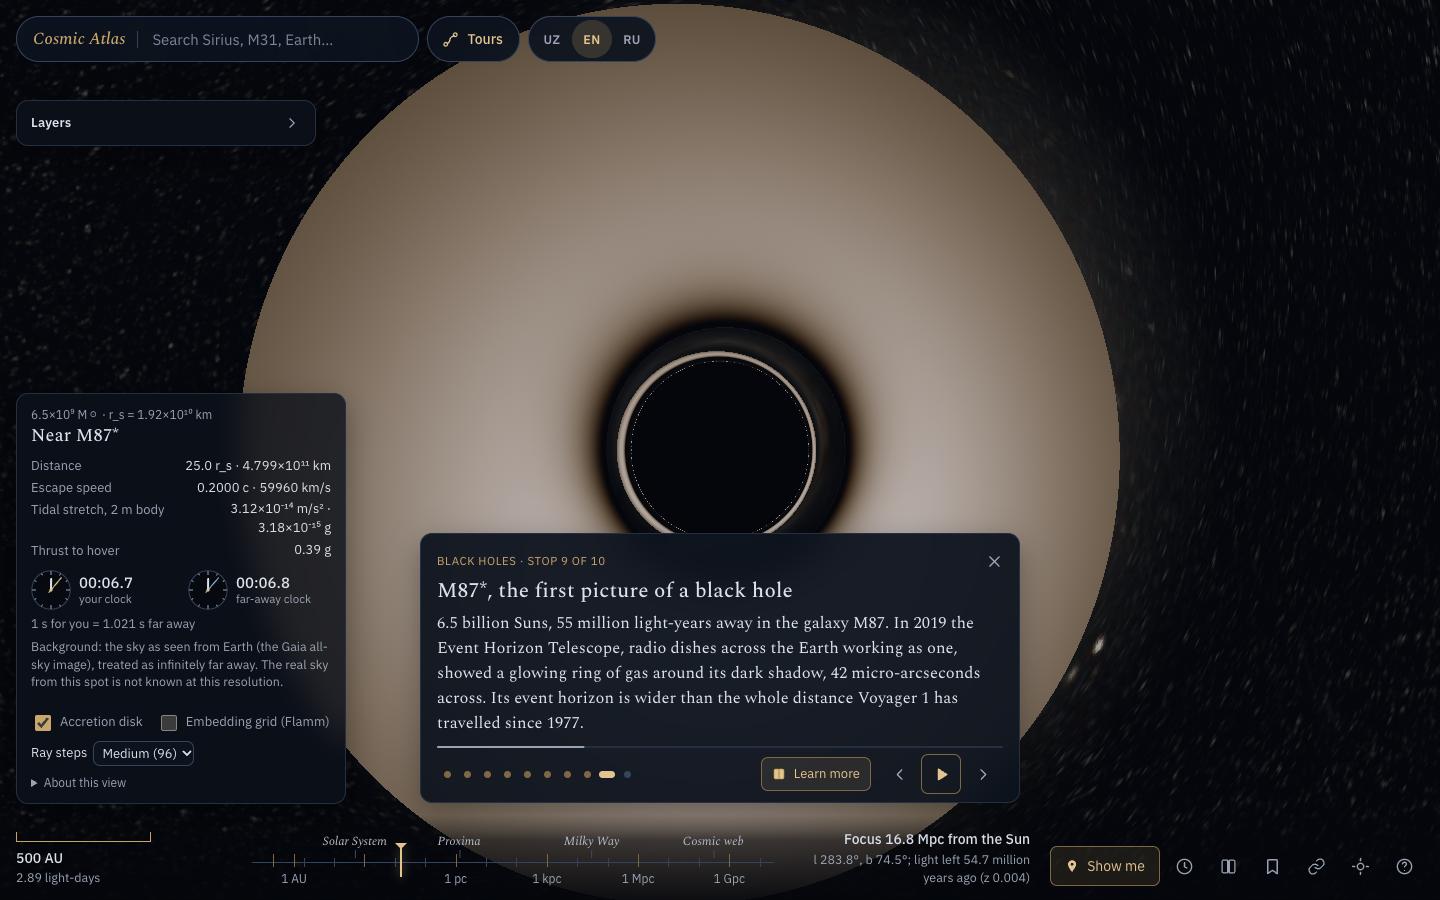 Cosmic Atlas
Search Sirius, M31, Earth...
Tours
UZ EN RU
Layers
6.5×10⁹ M☉ · r_s = 1.92×10¹⁰ km
Near M87*
Distance 25.0 r_s · 4.799×10¹¹ km
Escape speed 0.2000 c · 59960 km/s
Tidal stretch, 2 m body 3.12×10⁻¹⁴ m/s² ·
3.18×10⁻¹⁵ g
Thrust to hover 0.39 g
00:06.7 00:06.8
your clock far-away clock
1 s for you = 1.021 s far away
Background: the sky as seen from Earth (the Gaia all-
sky image), treated as infinitely far away. The real sky
from this spot is not known at this resolution.
Accretion disk Embedding grid (Flamm)
Ray steps Medium (96)
About this view
BLACK HOLES · STOP 9 OF 10
M87*, the first picture of a black hole
6.5 billion Suns, 55 million light-years away in the galaxy M87. In 2019 the
Event Horizon Telescope, radio dishes across the Earth working as one,
showed a glowing ring of gas around its dark shadow, 42 micro-arcseconds
across. Its event horizon is wider than the whole distance Voyager 1 has
travelled since 1977.
Learn more
500 AU
2.89 light-days
Solar System Proxima Milky Way Cosmic web
1 AU 1 pc 1 kpc 1 Mpc 1 Gpc
Focus 16.8 Mpc from the Sun
l 283.8°, b 74.5°; light left 54.7 million
years ago (z 0.004)
Show me